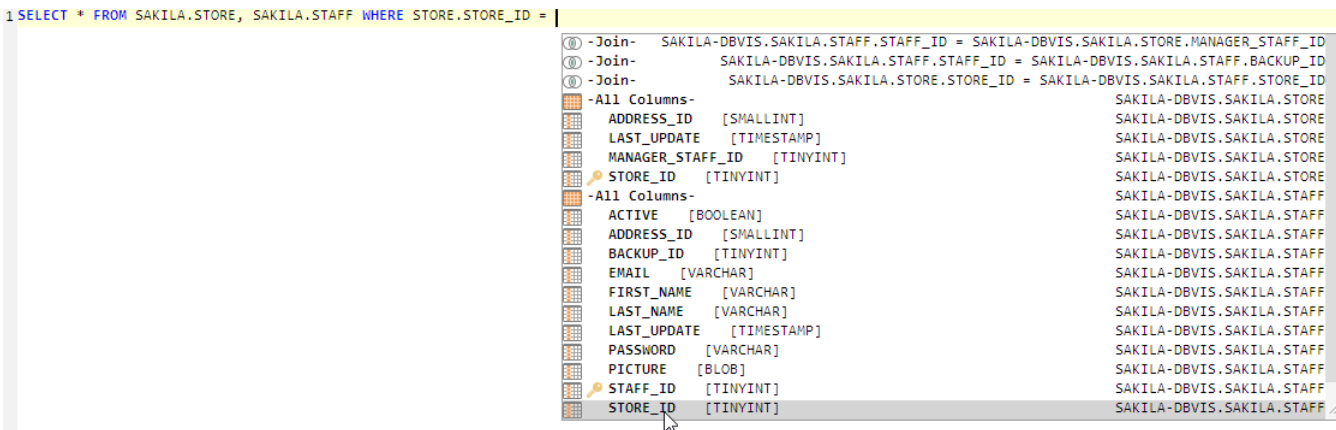 1 SELECT * FROM SAKILA.STORE, SAKILA.STAFF WHERE STORE.STORE_ID =
-Join- SAKILA-DBVIS.SAKILA.STAFF.STAFF_ID = SAKILA-DBVIS.SAKILA.STORE.MANAGER_STAFF_ID
-Join- SAKILA-DBVIS.SAKILA.STAFF.STAFF_ID = SAKILA-DBVIS.SAKILA.STAFF.BACKUP_ID
-Join- SAKILA-DBVIS.SAKILA.STORE.STORE_ID = SAKILA-DBVIS.SAKILA.STAFF.STORE_ID
-All Columns- SAKILA-DBVIS.SAKILA.STORE
ADDRESS_ID [SMALLINT] SAKILA-DBVIS.SAKILA.STORE
LAST_UPDATE [TIMESTAMP] SAKILA-DBVIS.SAKILA.STORE
MANAGER_STAFF_ID [TINYINT] SAKILA-DBVIS.SAKILA.STORE
STORE_ID [TINYINT] SAKILA-DBVIS.SAKILA.STORE
-All Columns- SAKILA-DBVIS.SAKILA.STAFF
ACTIVE [BOOLEAN] SAKILA-DBVIS.SAKILA.STAFF
ADDRESS_ID [SMALLINT] SAKILA-DBVIS.SAKILA.STAFF
BACKUP_ID [TINYINT] SAKILA-DBVIS.SAKILA.STAFF
EMAIL [VARCHAR] SAKILA-DBVIS.SAKILA.STAFF
FIRST_NAME [VARCHAR] SAKILA-DBVIS.SAKILA.STAFF
LAST_NAME [VARCHAR] SAKILA-DBVIS.SAKILA.STAFF
LAST_UPDATE [TIMESTAMP] SAKILA-DBVIS.SAKILA.STAFF
PASSWORD [VARCHAR] SAKILA-DBVIS.SAKILA.STAFF
PICTURE [BLOB] SAKILA-DBVIS.SAKILA.STAFF
STAFF_ID [TINYINT] SAKILA-DBVIS.SAKILA.STAFF
STORE_ID [TINYINT] SAKILA-DBVIS.SAKILA.STAFF